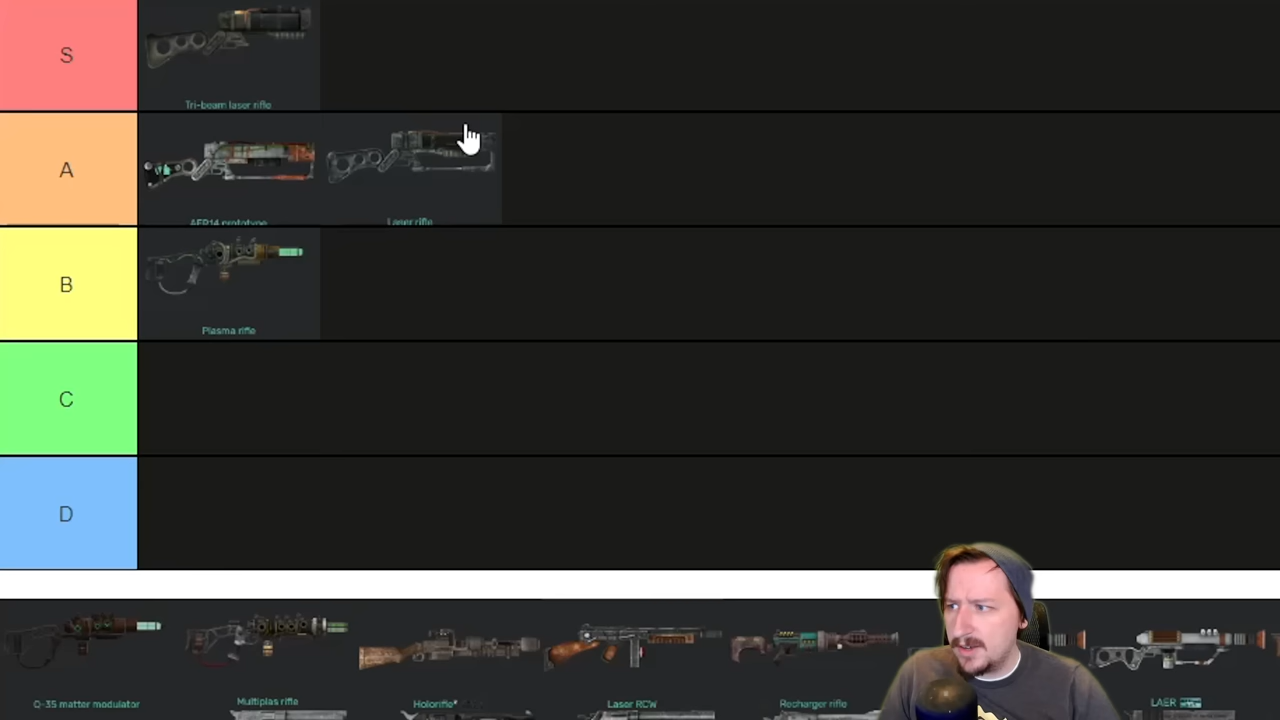 S
Tri-beam laser rifle
A
AER14 prototype
Laser rifle
B
Plasma rifle
C
D
Q-35 matter modulator
Multiplas rifle
Holorifle*
Laser RCW
Recharger rifle
LAER